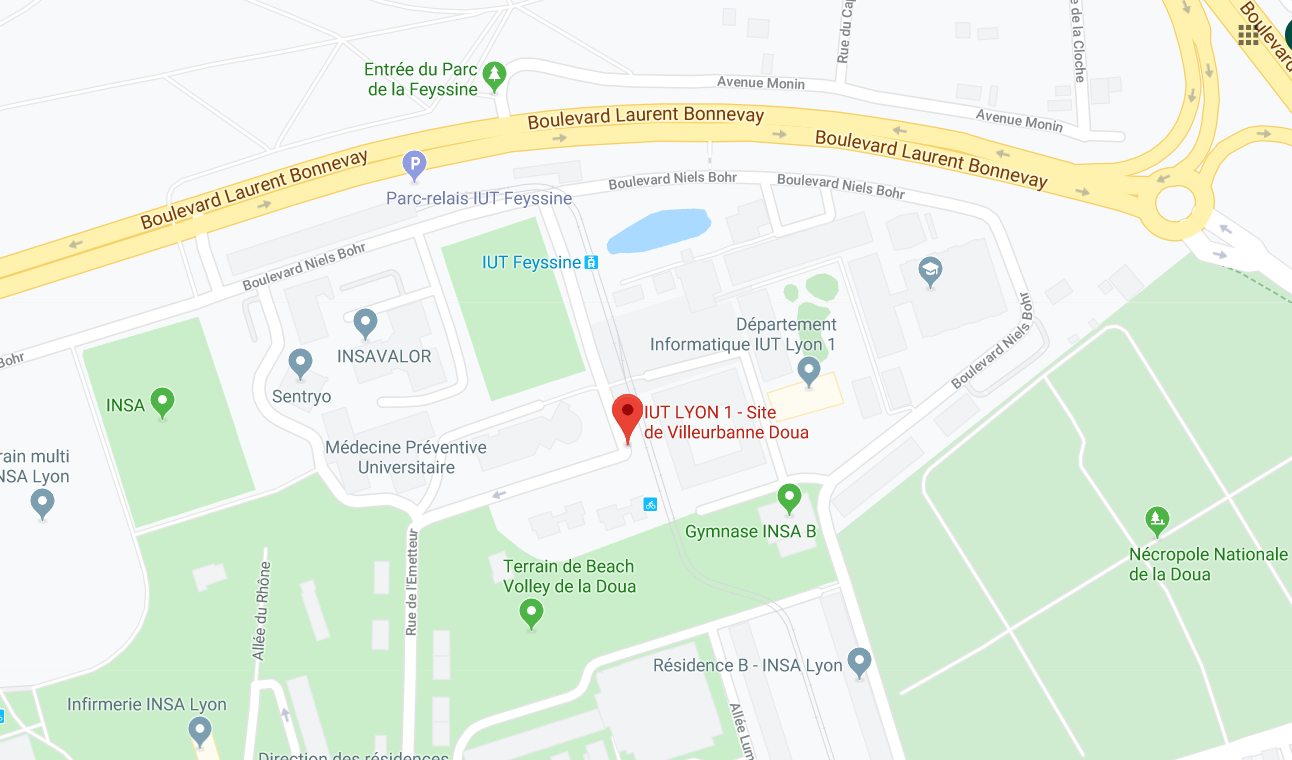 Rue du Cap
e de la Cloche
Boulevard
Entrée du Parc
de la Feyssine
Avenue Monin
Boulevard Laurent Bonnevay
Avenue Monin
Boulevard Laurent Bonnevay
Boulevard Laurent Bonnevay
P
Parc-relais IUT Feyssine
Boulevard Niels Bohr
Boulevard Niels Bohr
Boulevard Niels Bohr
IUT Feyssine
Bohr
Boulevard Niels Bohr
INSAVALOR
Département
Informatique IUT Lyon 1
Sentryo
INSA
IUT LYON 1 - Site
de Villeurbanne Doua
Médecine Préventive
Universitaire
rain multi
NSA Lyon
Gymnase INSA B
Nécropole Nationale
de la Doua
Terrain de Beach
Volley de la Doua
Rue de l'Emetteur
Allée du Rhône
Résidence B - INSA Lyon
Infirmerie INSA Lyon
Allée Lum
Direction des résidences